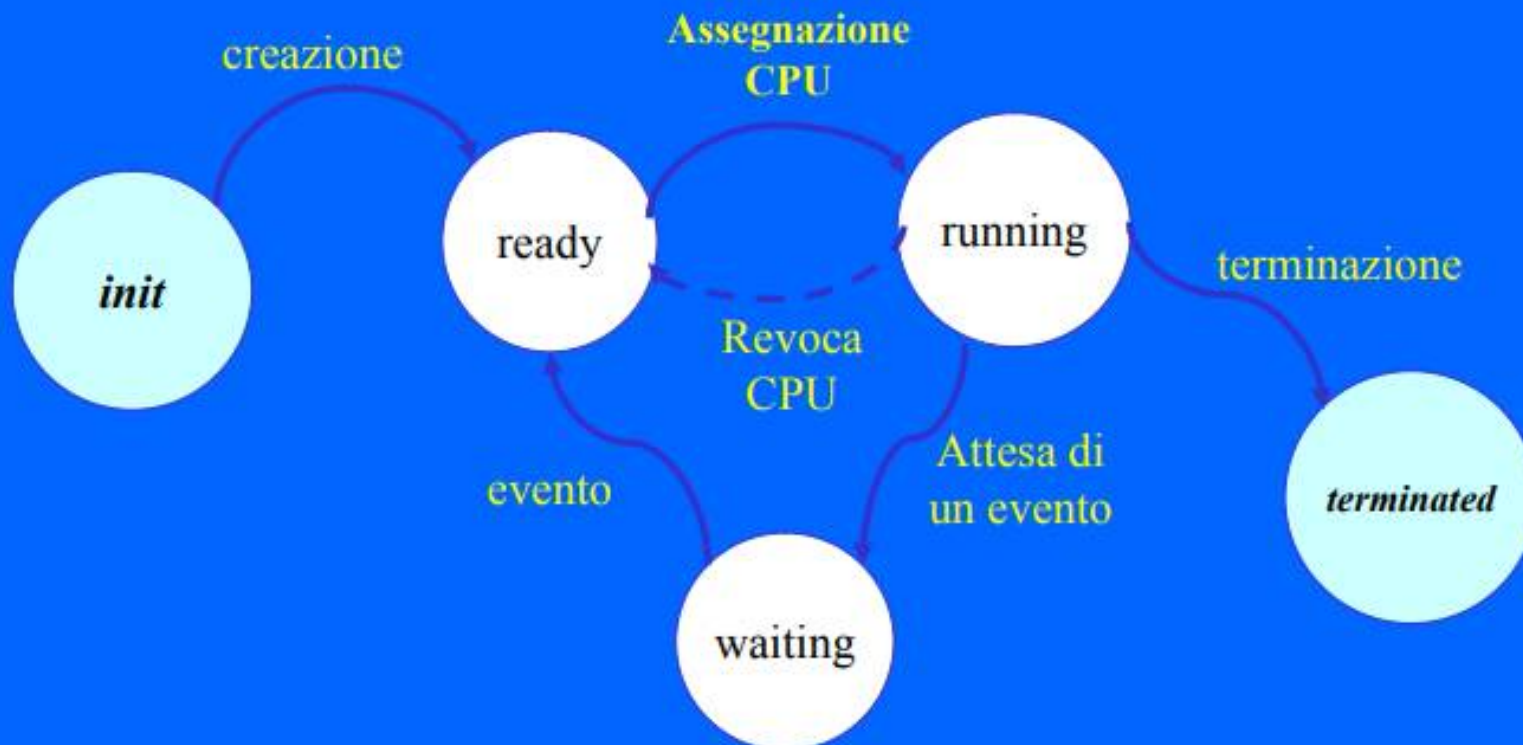 creazione
Assegnazione
CPU
init
ready
running
terminazione
Revoca
CPU
evento
Attesa di
un evento
terminated
waiting